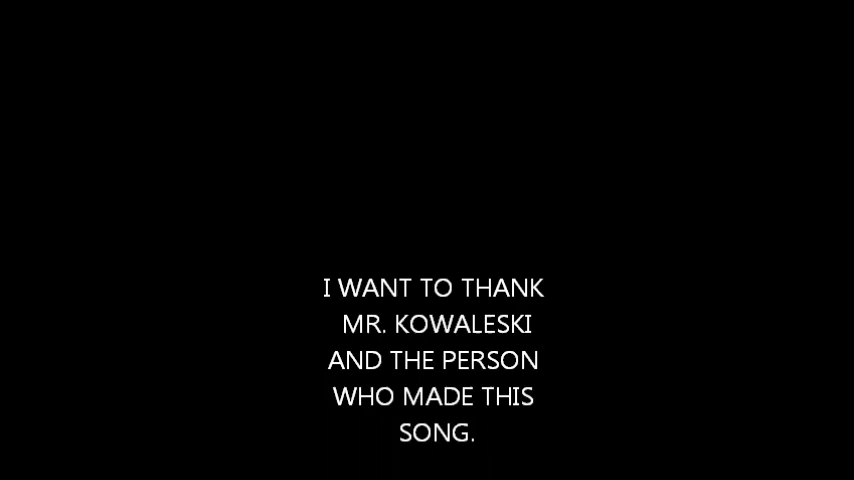 I WANT TO THANK
MR. KOWALESKI
AND THE PERSON
WHO MADE THIS
SONG.